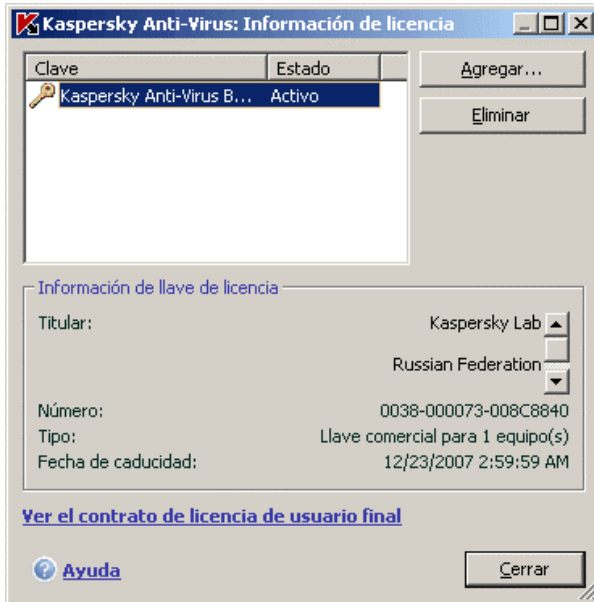 Kaspersky Anti-Virus: Información de licencia
Clave Estado
Kaspersky Anti-Virus B... Activo
Agregar...
Eliminar
Información de llave de licencia
Titular: Kaspersky Lab
Russian Federation
Número: 0038-000073-008C8840
Tipo: Llave comercial para 1 equipo(s)
Fecha de caducidad: 12/23/2007 2:59:59 AM
Ver el contrato de licencia de usuario final
Ayuda
Cerrar